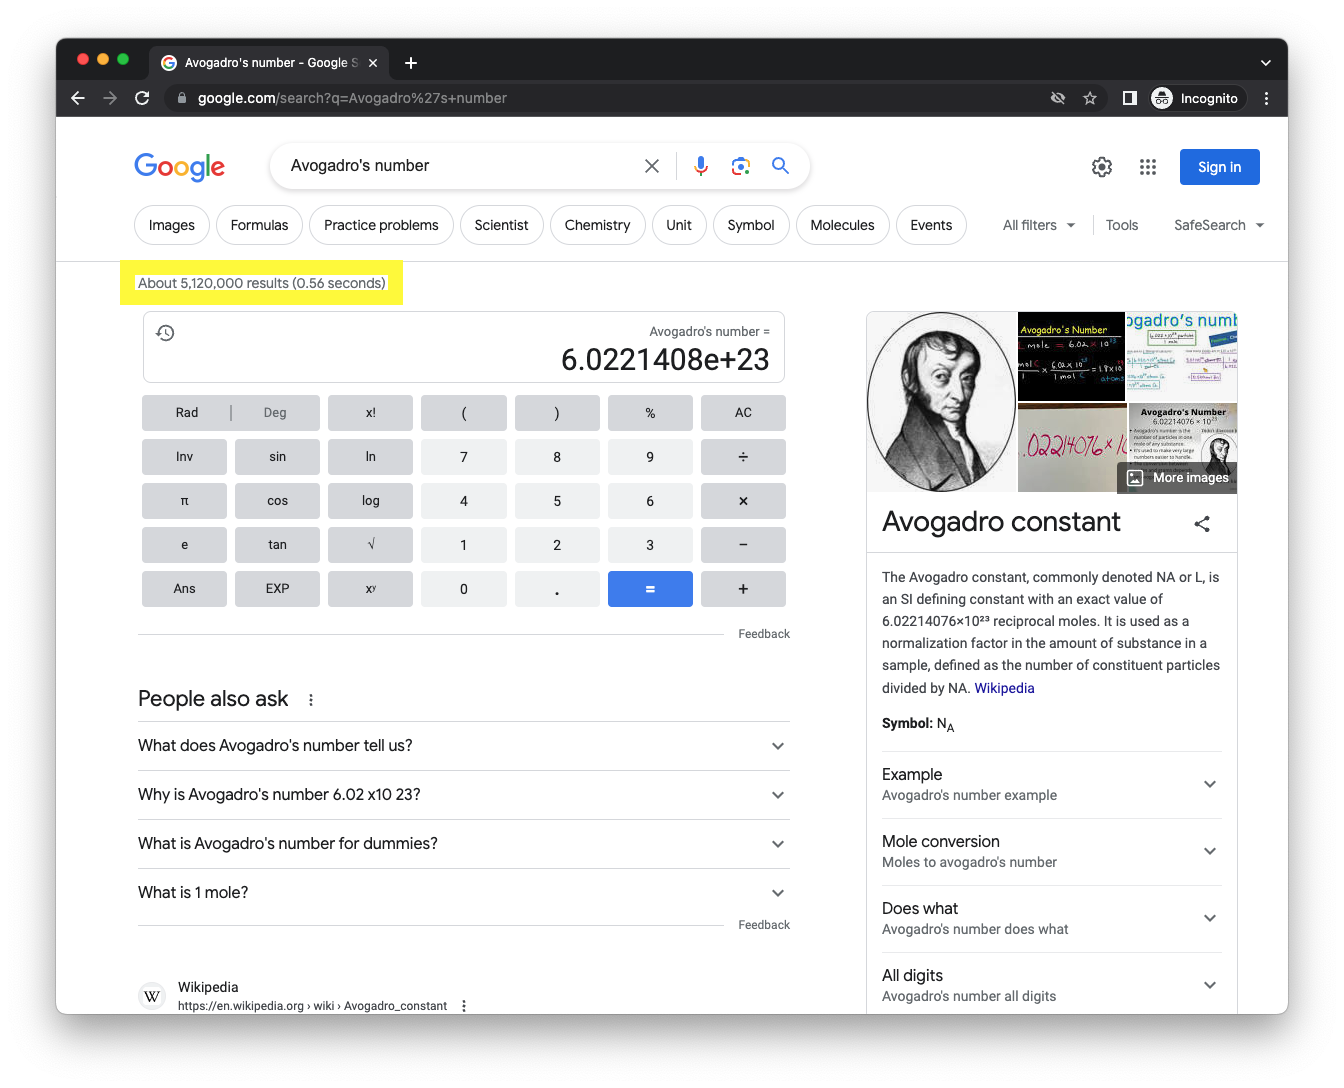 Avogadro's number - Google S
google.com/search?q=Avogadro%27s+number
Incognito
Google
Avogadro's number
Sign in
Images
Formulas
Practice problems
Scientist
Chemistry
Unit
Symbol
Molecules
Events
All filters
Tools
SafeSearch
About 5,120,000 results (0.56 seconds)
Avogadro's number =
6.0221408e+23
Rad | Deg x! ( ) % AC
Inv sin ln 7 8 9 ÷
π cos log 4 5 6 ×
e tan √ 1 2 3 −
Ans EXP xʸ 0 . = +
Feedback
People also ask
What does Avogadro's number tell us?
Why is Avogadro's number 6.02 x10 23?
What is Avogadro's number for dummies?
What is 1 mole?
Feedback
W
Wikipedia
https://en.wikipedia.org › wiki › Avogadro_constant
Avogadro's Number
1 mole = 6.02 × 10²³
ogadro's numb
.02214076×10
Avogadro's Number
6.02214076 × 10²³
More images
Avogadro constant
The Avogadro constant, commonly denoted NA or L, is
an SI defining constant with an exact value of
6.02214076×10²³ reciprocal moles. It is used as a
normalization factor in the amount of substance in a
sample, defined as the number of constituent particles
divided by NA. Wikipedia
Symbol: N_A
Example
Avogadro's number example
Mole conversion
Moles to avogadro's number
Does what
Avogadro's number does what
All digits
Avogadro's number all digits